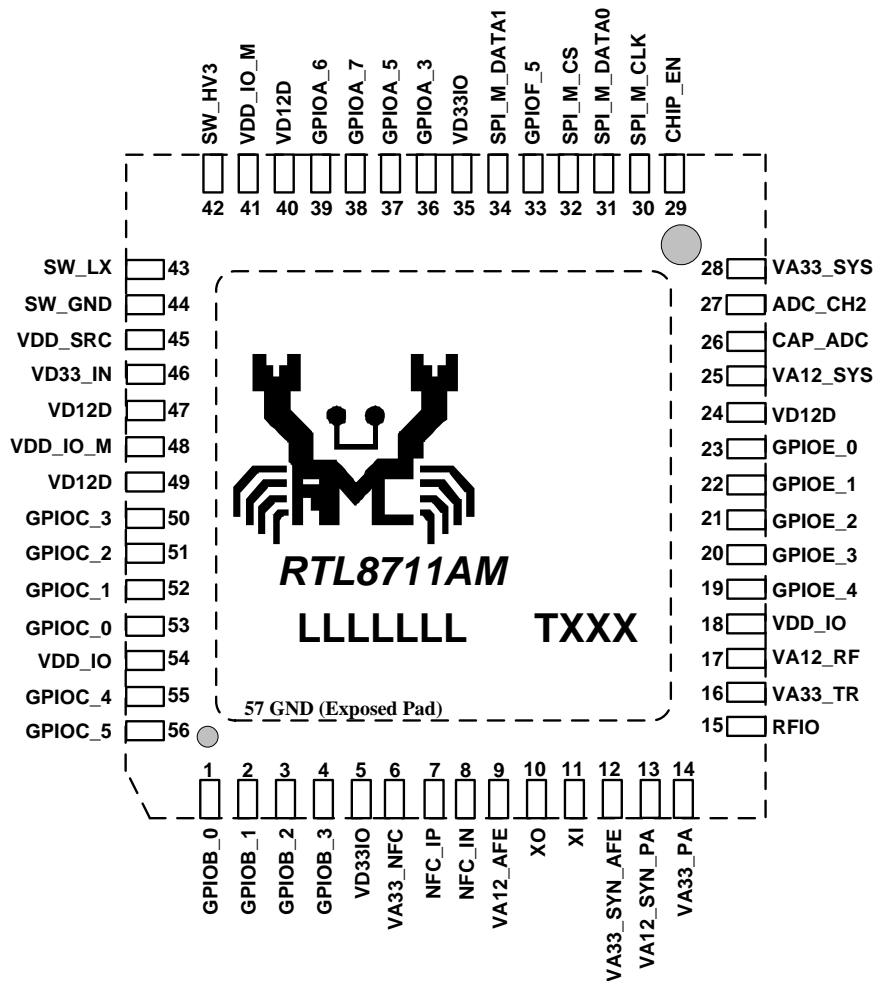 SW_HV3
VDD_IO_M
VD12D
GPIOA_6
GPIOA_7
GPIOA_5
GPIOA_3
VD33IO
SPI_M_DATA1
GPIOF_5
SPI_M_CS
SPI_M_DATA0
SPI_M_CLK
CHIP_EN
42 41 40 39 38 37 36 35 34 33 32 31 30 29
SW_LX 43
SW_GND 44
VDD_SRC 45
VD33_IN 46
VD12D 47
VDD_IO_M 48
VD12D 49
GPIOC_3 50
GPIOC_2 51
GPIOC_1 52
GPIOC_0 53
VDD_IO 54
GPIOC_4 55
GPIOC_5 56
28 VA33_SYS
27 ADC_CH2
26 CAP_ADC
25 VA12_SYS
24 VD12D
23 GPIOE_0
22 GPIOE_1
21 GPIOE_2
20 GPIOE_3
19 GPIOE_4
18 VDD_IO
17 VA12_RF
16 VA33_TR
15 RFIO
AMC
RTL8711AM
LLLLLLL TXXX
57 GND (Exposed Pad)
1 2 3 4 5 6 7 8 9 10 11 12 13 14
GPIOB_0
GPIOB_1
GPIOB_2
GPIOB_3
VD33IO
VA33_NFC
NFC_IP
NFC_IN
VA12_AFE
XO
XI
VA33_SYN_AFE
VA12_SYN_PA
VA33_PA